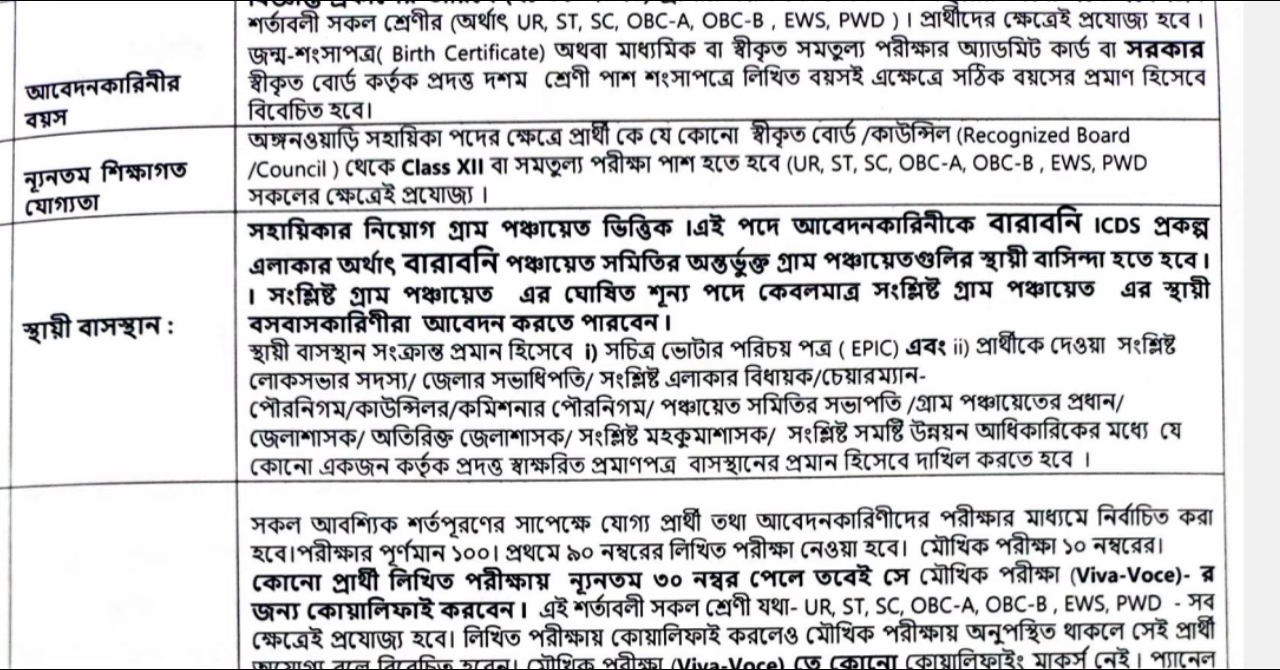 শর্তাবলী সকল শ্রেণীর (অর্থাৎ UR, ST, SC, OBC-A, OBC-B , EWS, PWD ) । প্রার্থীদের ক্ষেত্রেই প্রযোজ্য হবে ।
আবেদনকারিনীর
বয়স
জন্ম-শংসাপত্র( Birth Certificate) অথবা মাধ্যমিক বা স্বীকৃত সমতুল্য পরীক্ষার অ্যাডমিট কার্ড বা সরকার
স্বীকৃত বোর্ড কর্তৃক প্রদত্ত দশম শ্রেণী পাশ শংসাপত্রে লিখিত বয়সই এক্ষেত্রে সঠিক বয়সের প্রমাণ হিসেবে
বিবেচিত হবে।
ন্যূনতম শিক্ষাগত
যোগ্যতা
অঙ্গনওয়াড়ি সহায়িকা পদের ক্ষেত্রে প্রার্থী কে যে কোনো স্বীকৃত বোর্ড /কাউন্সিল (Recognized Board
/Council ) থেকে Class XII বা সমতুল্য পরীক্ষা পাশ হতে হবে (UR, ST, SC, OBC-A, OBC-B , EWS, PWD
সকলের ক্ষেত্রেই প্রযোজ্য ।
স্থায়ী বাসস্থান :
সহায়িকার নিয়োগ গ্রাম পঞ্চায়েত ভিত্তিক ।এই পদে আবেদনকারিনীকে বারাবনি ICDS প্রকল্প
এলাকার অর্থাৎ বারাবনি পঞ্চায়েত সমিতির অন্তর্ভুক্ত গ্রাম পঞ্চায়েতগুলির স্থায়ী বাসিন্দা হতে হবে।
। সংশ্লিষ্ট গ্রাম পঞ্চায়েত এর ঘোষিত শূন্য পদে কেবলমাত্র সংশ্লিষ্ট গ্রাম পঞ্চায়েত এর স্থায়ী
বসবাসকারিণীরা আবেদন করতে পারবেন।
স্থায়ী বাসস্থান সংক্রান্ত প্রমান হিসেবে i) সচিত্র ভোটার পরিচয় পত্র ( EPIC) এবং ii) প্রার্থীকে দেওয়া সংশ্লিষ্ট
লোকসভার সদস্য/ জেলার সভাধিপতি/ সংশ্লিষ্ট এলাকার বিধায়ক/চেয়ারম্যান-
পৌরনিগম/কাউন্সিলর/কমিশনার পৌরনিগম/ পঞ্চায়েত সমিতির সভাপতি /গ্রাম পঞ্চায়েতের প্রধান/
জেলাশাসক/ অতিরিক্ত জেলাশাসক/ সংশ্লিষ্ট মহকুমাশাসক/ সংশ্লিষ্ট সমষ্টি উন্নয়ন আধিকারিকের মধ্যে যে
কোনো একজন কর্তৃক প্রদত্ত স্বাক্ষরিত প্রমাণপত্র বাসস্থানের প্রমান হিসেবে দাখিল করতে হবে ।
সকল আবশ্যিক শর্তপূরণের সাপেক্ষে যোগ্য প্রার্থী তথা আবেদনকারিণীদের পরীক্ষার মাধ্যমে নির্বাচিত করা
হবে।পরীক্ষার পূর্ণমান ১০০। প্রথমে ৯০ নম্বরের লিখিত পরীক্ষা নেওয়া হবে। মৌখিক পরীক্ষা ১০ নম্বরের।
কোনো প্রার্থী লিখিত পরীক্ষায় ন্যূনতম ৩০ নম্বর পেলে তবেই সে মৌখিক পরীক্ষা (Viva-Voce)- র
জন্য কোয়ালিফাই করবেন। এই শর্তাবলী সকল শ্রেণী যথা- UR, ST, SC, OBC-A, OBC-B , EWS, PWD - সব
ক্ষেত্রেই প্রযোজ্য হবে। লিখিত পরীক্ষায় কোয়ালিফাই করলেও মৌখিক পরীক্ষায় অনুপস্থিত থাকলে সেই প্রার্থী
অযোগ্য বলে বিবেচিত হবেন। মৌখিক পরীক্ষা (Viva-Voce) তে কোনো কোয়ালিফাইং মার্কস নেই । প্যানেল